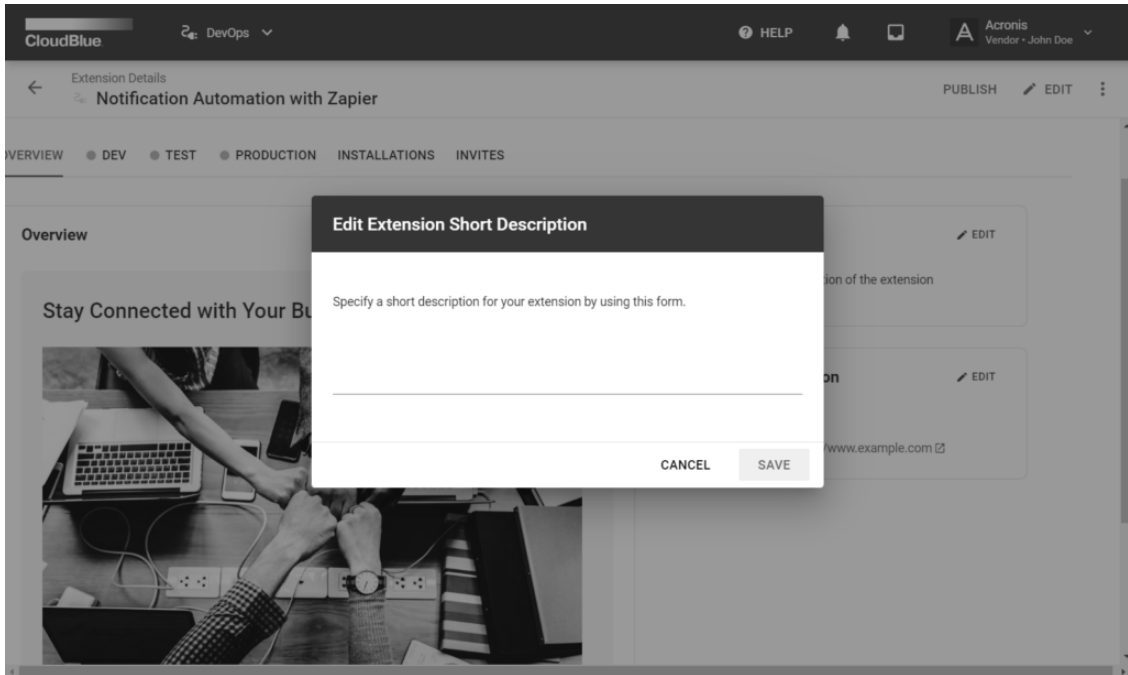 CloudBlue
DevOps
HELP
Acronis
Vendor • John Doe
Extension Details
Notification Automation with Zapier
PUBLISH
EDIT
OVERVIEW
DEV
TEST
PRODUCTION
INSTALLATIONS
INVITES
Overview
EDIT
Edit Extension Short Description
Specify a short description for your extension by using this form.
CANCEL
SAVE
Stay Connected with Your Bu
ion of the extension
on
EDIT
/www.example.com